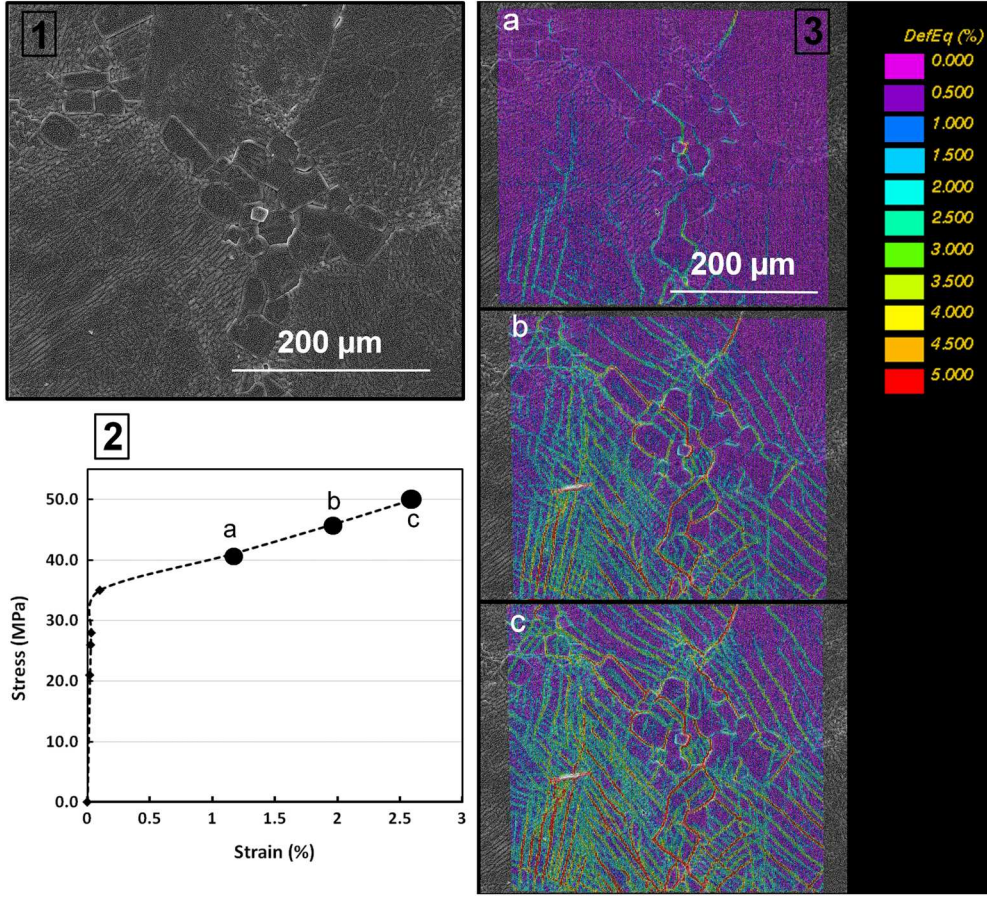 1
200 µm
2
Stress (MPa)
50.0
40.0
30.0
20.0
10.0
0.0
a
b
c
0
0.5
1
1.5
2
2.5
3
Strain (%)
3
a
200 µm
b
c
DefEq (%)
0.000
0.500
1.000
1.500
2.000
2.500
3.000
3.500
4.000
4.500
5.000